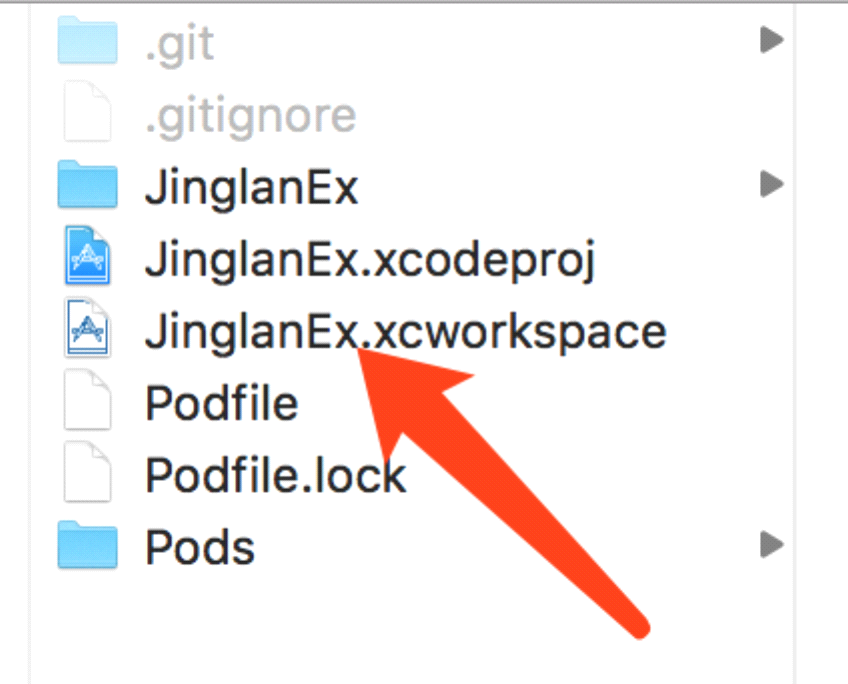 .git
.gitignore
JinglanEx
JinglanEx.xcodeproj
JinglanEx.xcworkspace
Podfile
Podfile.lock
Pods